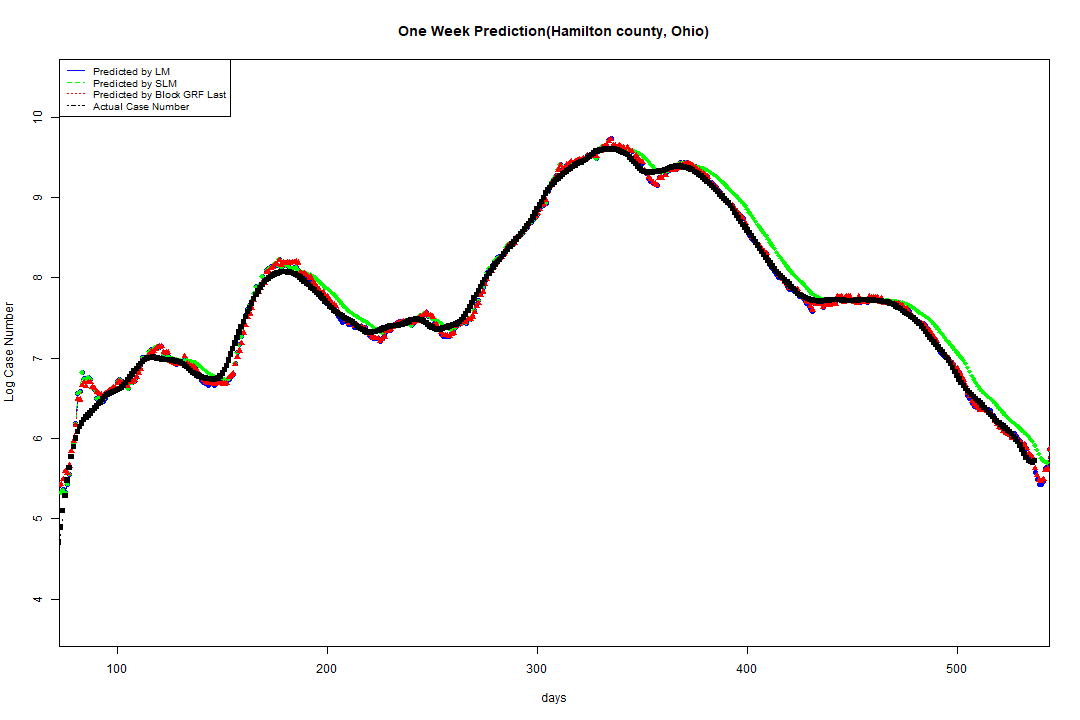 One Week Prediction(Hamilton county, Ohio)
Predicted by LM
Predicted by SLM
Predicted by Block GRF Last
Actual Case Number
10
9
8
7
6
5
4
Log Case Number
100 200 300 400 500
days